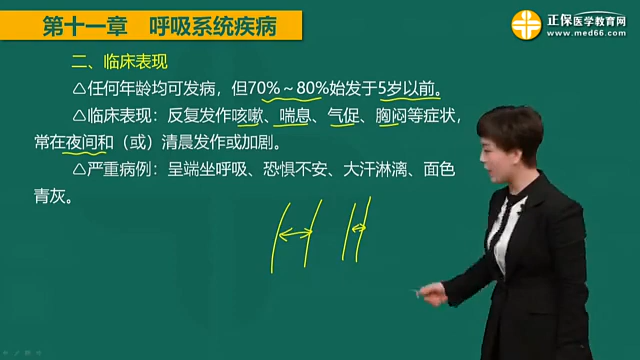 第十一章 呼吸系统疾病
正保医学教育网
www.med66.com
二、临床表现
△任何年龄均可发病，但70%～80%始发于5岁以前。
△临床表现：反复发作咳嗽、喘息、气促、胸闷等症状，
常在夜间和（或）清晨发作或加剧。
△严重病例：呈端坐呼吸、恐惧不安、大汗淋漓、面色
青灰。